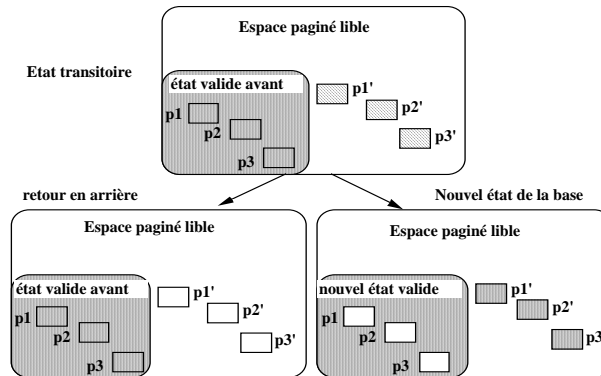 Espace paginé lible
Etat transitoire
état valide avant
p1'
p1
p2'
p2
p3'
p3
retour en arrière
Nouvel état de la base
Espace paginé lible
Espace paginé lible
état valide avant
p1'
p1
p2'
p2
p3'
p3
nouvel état valide
p1'
p1
p2'
p2
p3
p3